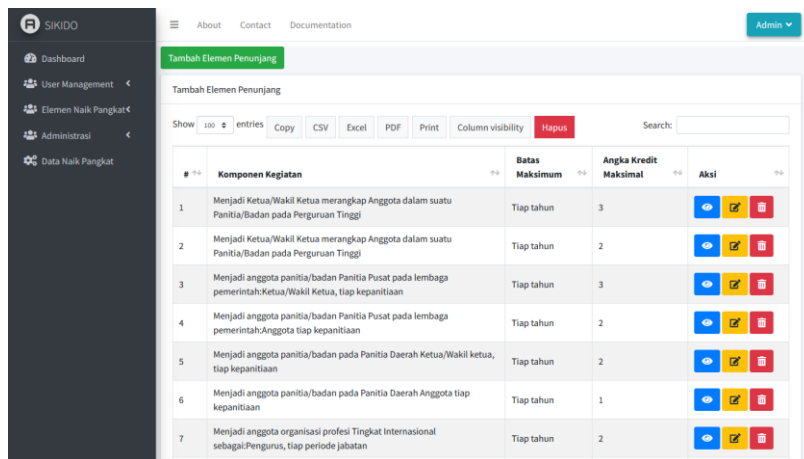 SIKIDO
About Contact Documentation
Admin
Dashboard
User Management
Elemen Naik Pangkat
Administrasi
Data Naik Pangkat
Tambah Elemen Penunjang
Tambah Elemen Penunjang
Show 100 entries Copy CSV Excel PDF Print Column visibility Hapus Search:
# Komponen Kegiatan Batas Maksimum Angka Kredit Maksimal Aksi
1 Menjadi Ketua/Wakil Ketua merangkap Anggota dalam suatu
Panitia/Badan pada Perguruan Tinggi Tiap tahun 3
2 Menjadi Ketua/Wakil Ketua merangkap Anggota dalam suatu
Panitia/Badan pada Perguruan Tinggi Tiap tahun 2
3 Menjadi anggota panitia/badan Panitia Pusat pada lembaga
pemerintah:Ketua/Wakil Ketua, tiap kepanitiaan Tiap tahun 3
4 Menjadi anggota panitia/badan Panitia Pusat pada lembaga
pemerintah:Anggota tiap kepanitiaan Tiap tahun 2
5 Menjadi anggota panitia/badan pada Panitia Daerah Ketua/Wakil ketua,
tiap kepanitiaan Tiap tahun 2
6 Menjadi anggota panitia/badan pada Panitia Daerah Anggota tiap
kepanitiaan Tiap tahun 1
7 Menjadi anggota organisasi profesi Tingkat Internasional
sebagai:Pengurus, tiap periode jabatan Tiap tahun 2